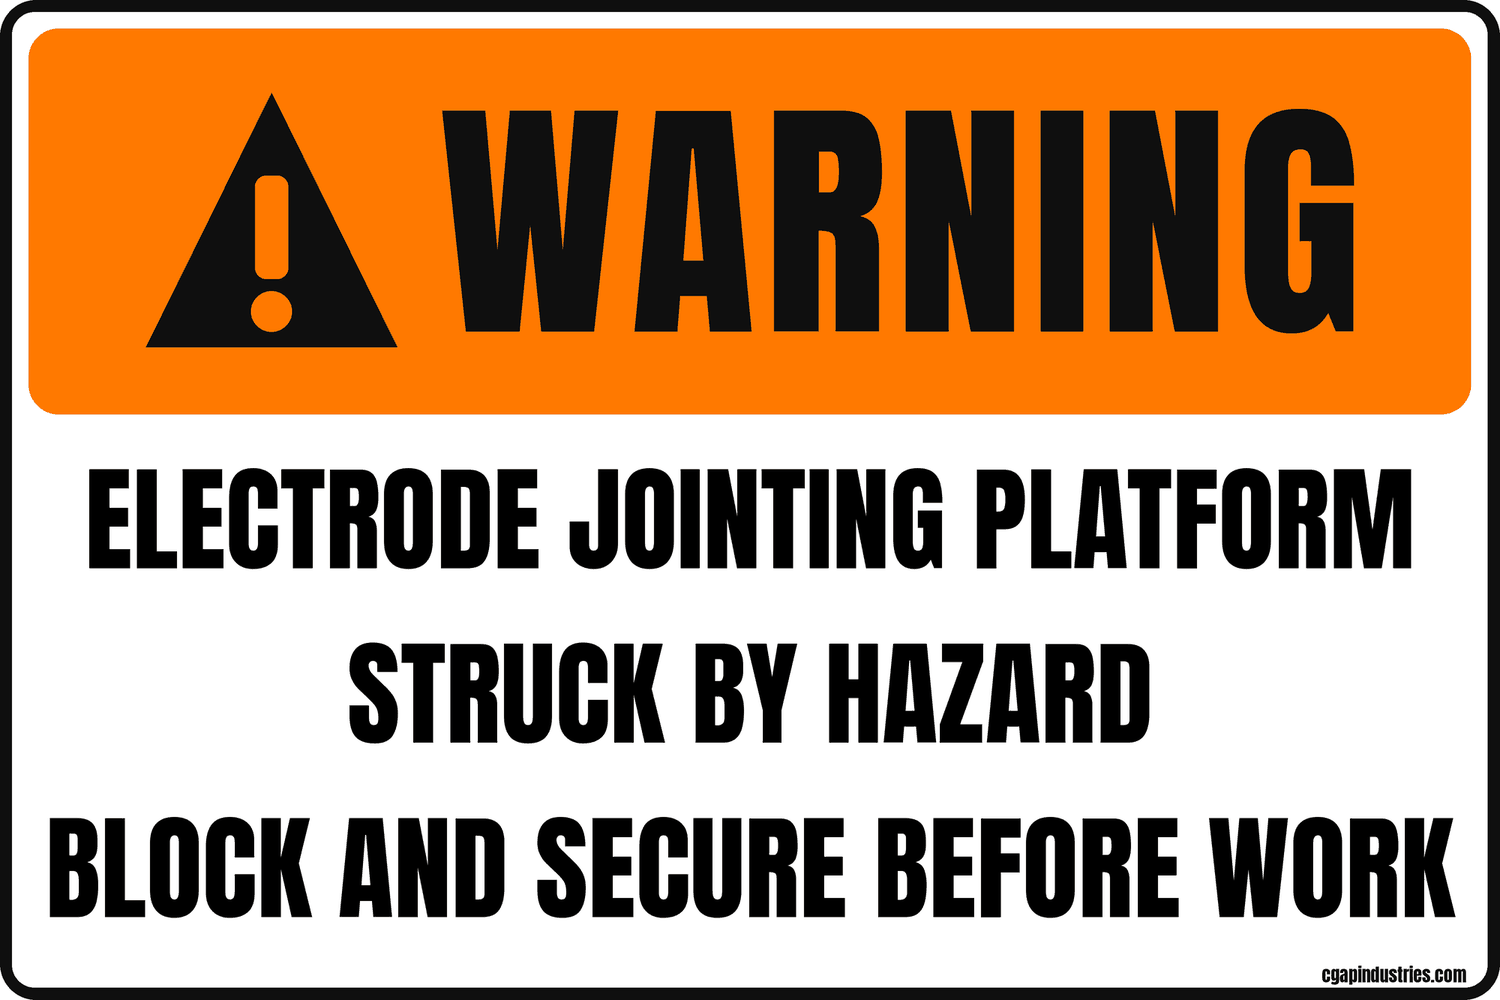 WARNING
ELECTRODE JOINTING PLATFORM
STRUCK BY HAZARD
BLOCK AND SECURE BEFORE WORK
cgapindustries.com